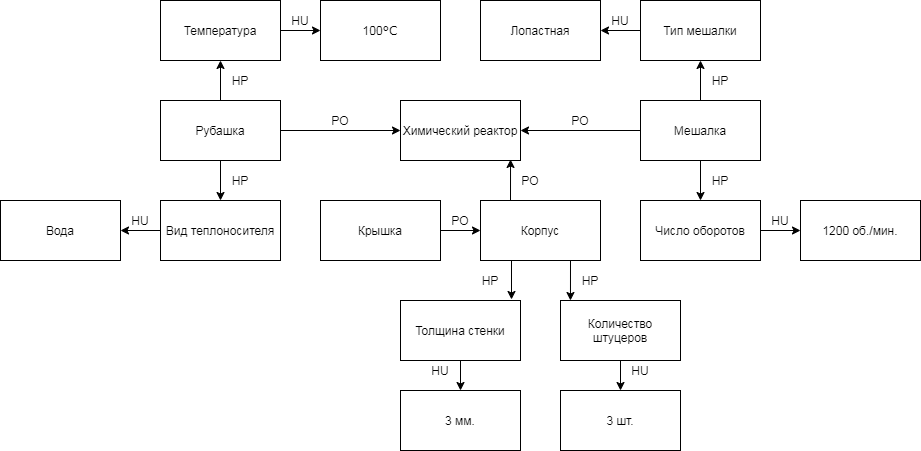 Температура
HU
100°C
Лопастная
HU
Тип мешалки
HP
HP
Рубашка
PO
Химический реактор
PO
Мешалка
HP
PO
HP
Вода
HU
Вид теплоносителя
Крышка
PO
Корпус
Число оборотов
HU
1200 об./мин.
HP
HP
Толщина стенки
Количество
штуцеров
HU
HU
3 мм.
3 шт.